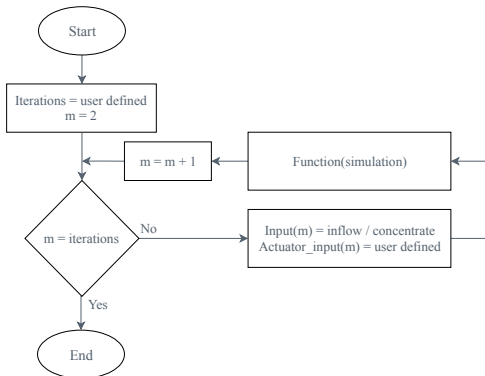 Start
Iterations = user defined
m = 2
m = m + 1
Function(simulation)
m = iterations
No
Input(m) = inflow / concentrate
Actuator_input(m) = user defined
Yes
End